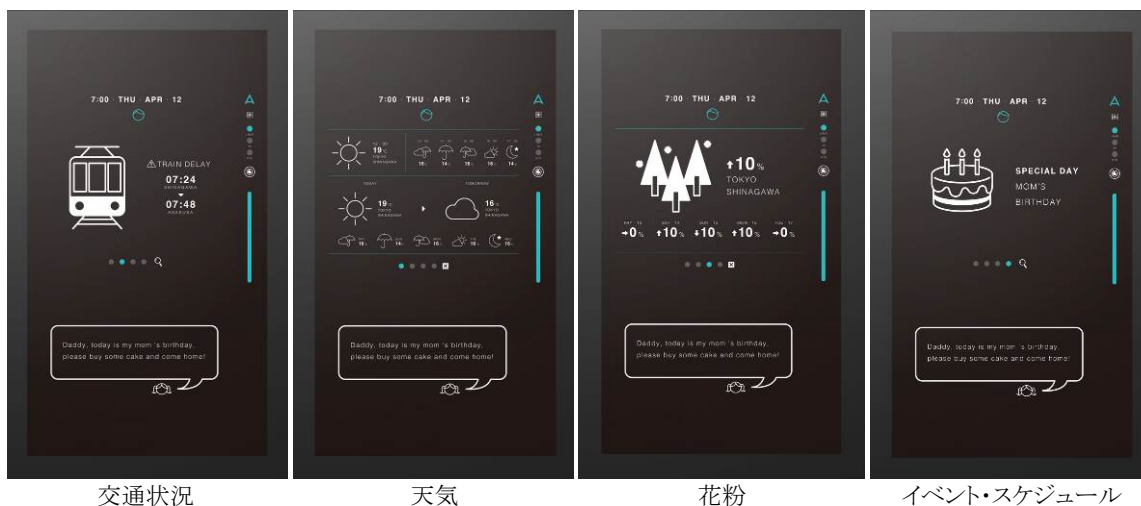 7:00 THU APR 12
TRAIN DELAY
07:24
SHINAGAWA
07:48
ASAKUSA
Daddy, today is my mom 's birthday,
please buy some cake and come home!
交通状況
7:00 THU APR 12
19℃
TODAY
TOMORROW
19℃
16℃
Daddy, today is my mom 's birthday,
please buy some cake and come home!
天気
7:00 THU APR 12
10%
TOKYO
SHINAGAWA
0% 10% 10% 10% 0%
Daddy, today is my mom 's birthday,
please buy some cake and come home!
花粉
7:00 THU APR 12
SPECIAL DAY
MOM'S
BIRTHDAY
Daddy, today is my mom 's birthday,
please buy some cake and come home!
イベント・スケジュール